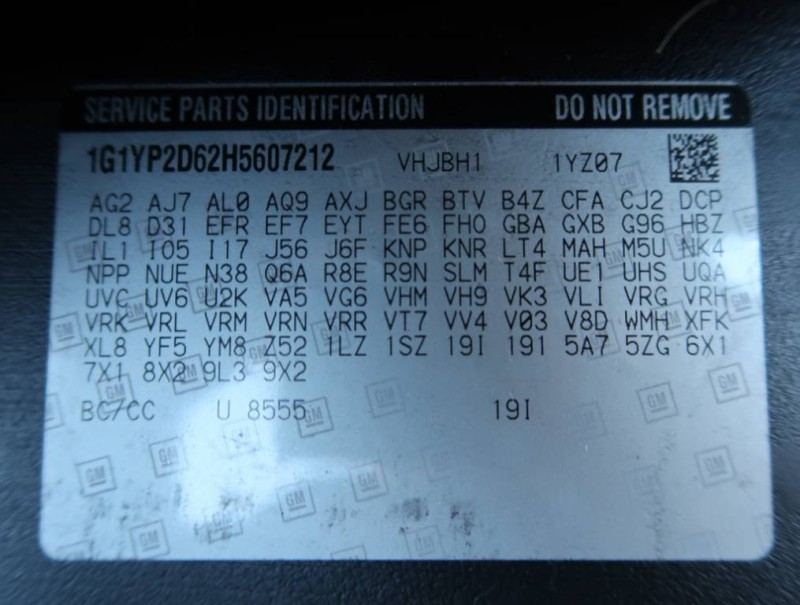 SERVICE PARTS IDENTIFICATION DO NOT REMOVE
1G1YP2D62H5607212 VHJBH1 1YZ07
AG2 AJ7 AL0 AQ9 AXJ BGR BTV B4Z CFA CJ2 DCP
DL8 D31 EFR EF7 EYT FE6 FHO GBA GXB G96 HBZ
IL1 I05 I17 J56 J6F KNP KNR LT4 MAH M5U NK4
NPP NUE N38 Q6A R8E R9N SLM T4F UE1 UHS UQA
UVC UV6 U2K VA5 VG6 VHM VH9 VK3 VLI VRG VRH
VRK VRL VRM VRN VRR VT7 VV4 V03 V8D WMH XFK
XL8 YF5 YM8 Z52 1LZ 1SZ 19I 191 5A7 5ZG 6X1
7X1 8X2 9L3 9X2
BC/CC U 8555 19I